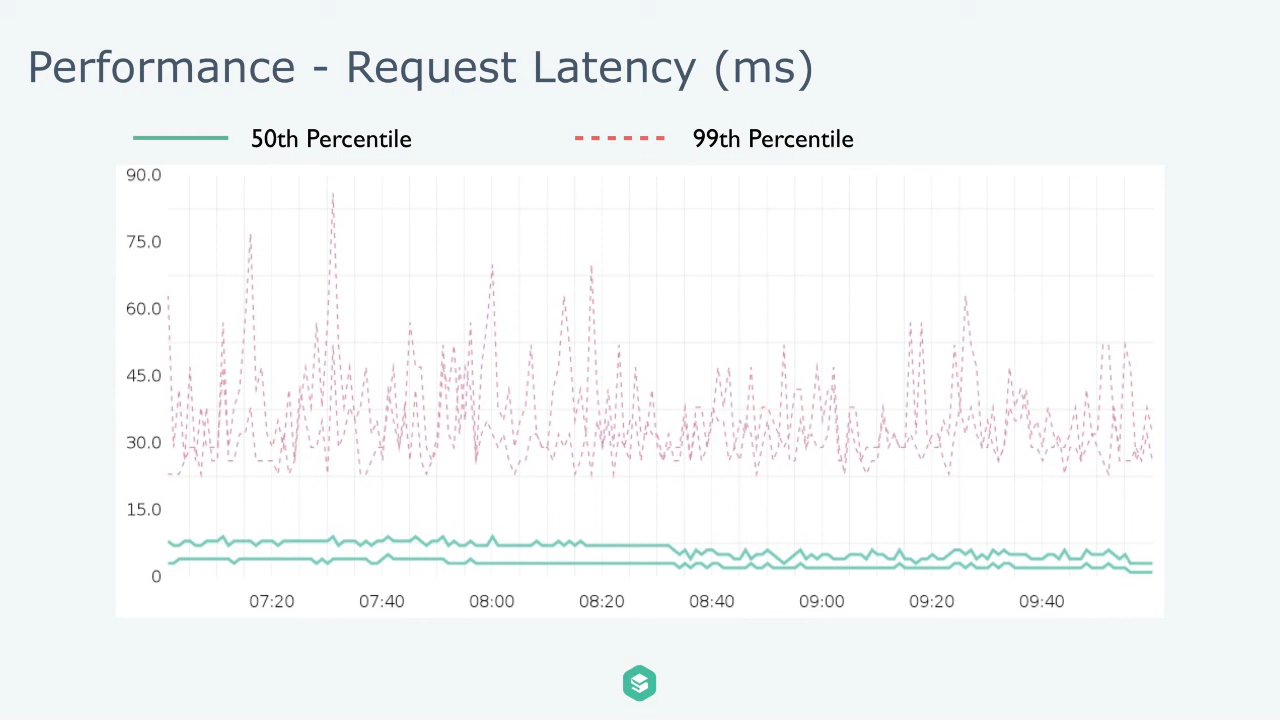 Performance - Request Latency (ms)
50th Percentile 99th Percentile
90.0
75.0
60.0
45.0
30.0
15.0
0
07:20 07:40 08:00 08:20 08:40 09:00 09:20 09:40